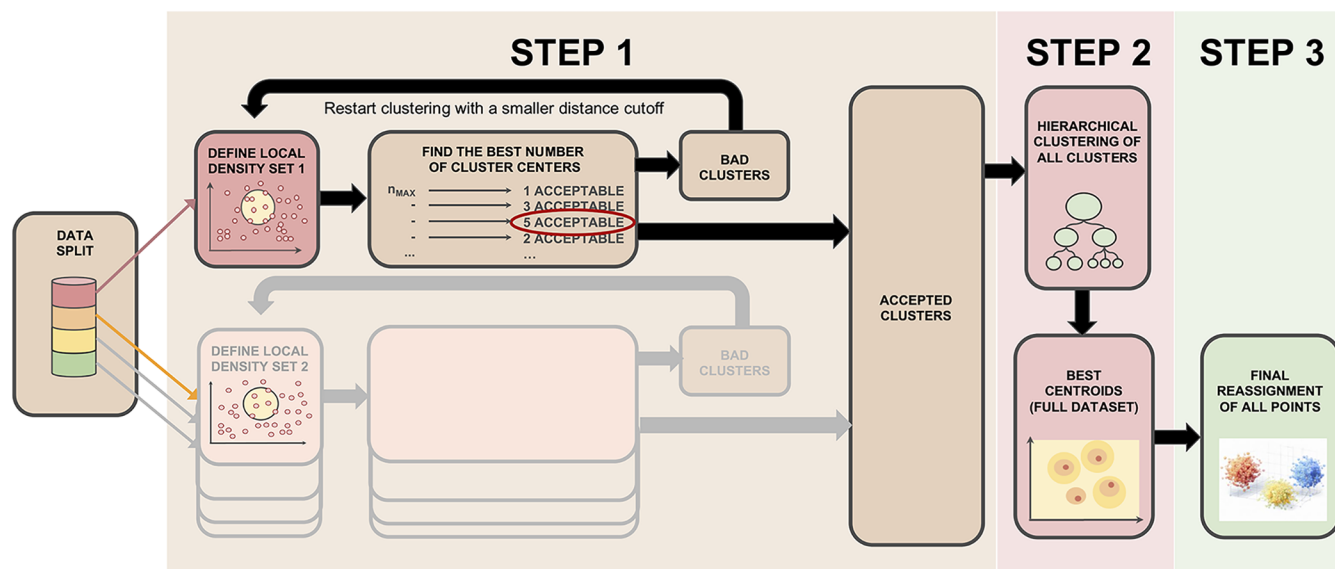 STEP 1
STEP 2
STEP 3
Restart clustering with a smaller distance cutoff
DEFINE LOCAL
DENSITY SET 1
FIND THE BEST NUMBER
OF CLUSTER CENTERS
nMAX 1 ACCEPTABLE
- 3 ACCEPTABLE
- 5 ACCEPTABLE
- 2 ACCEPTABLE
... ...
BAD
CLUSTERS
DATA
SPLIT
DEFINE LOCAL
DENSITY SET 2
BAD
CLUSTERS
ACCEPTED
CLUSTERS
HIERARCHICAL
CLUSTERING OF
ALL CLUSTERS
BEST
CENTROIDS
(FULL DATASET)
FINAL
REASSIGNMENT
OF ALL POINTS